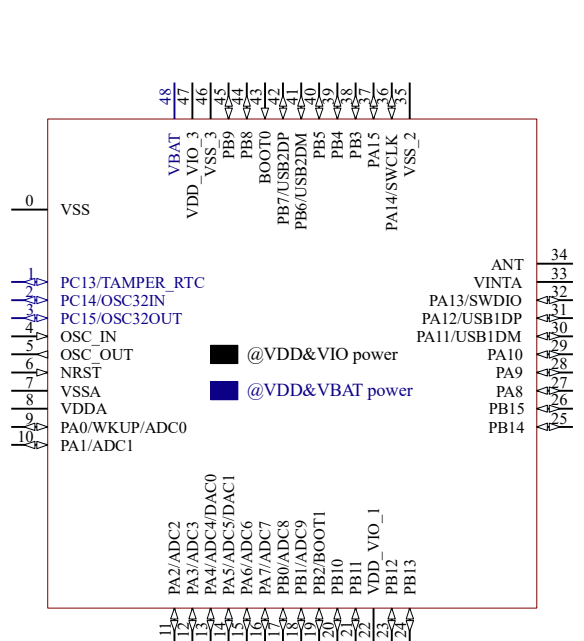 48 VBAT
47 VDD_VIO_3
46 VSS_3
45 PB9
44 PB8
43 BOOT0
42 PB7/USB2DP
41 PB6/USB2DM
40 PB5
39 PB4
38 PB3
37 PA15
36 PA14/SWCLK
35 VSS_2
0 VSS
1 PC13/TAMPER_RTC
2 PC14/OSC32IN
3 PC15/OSC32OUT
4 OSC_IN
5 OSC_OUT
6 NRST
7 VSSA
8 VDDA
9 PA0/WKUP/ADC0
10 PA1/ADC1
@VDD&VIO power
@VDD&VBAT power
ANT 34
VINTA 33
PA13/SWDIO 32
PA12/USB1DP 31
PA11/USB1DM 30
PA10 29
PA9 28
PA8 27
PB15 26
PB14 25
11 PA2/ADC2
12 PA3/ADC3
13 PA4/ADC4/DAC0
14 PA5/ADC5/DAC1
15 PA6/ADC6
16 PA7/ADC7
17 PB0/ADC8
18 PB1/ADC9
19 PB2/BOOT1
20 PB10
21 PB11
22 VDD_VIO_1
23 PB12
24 PB13